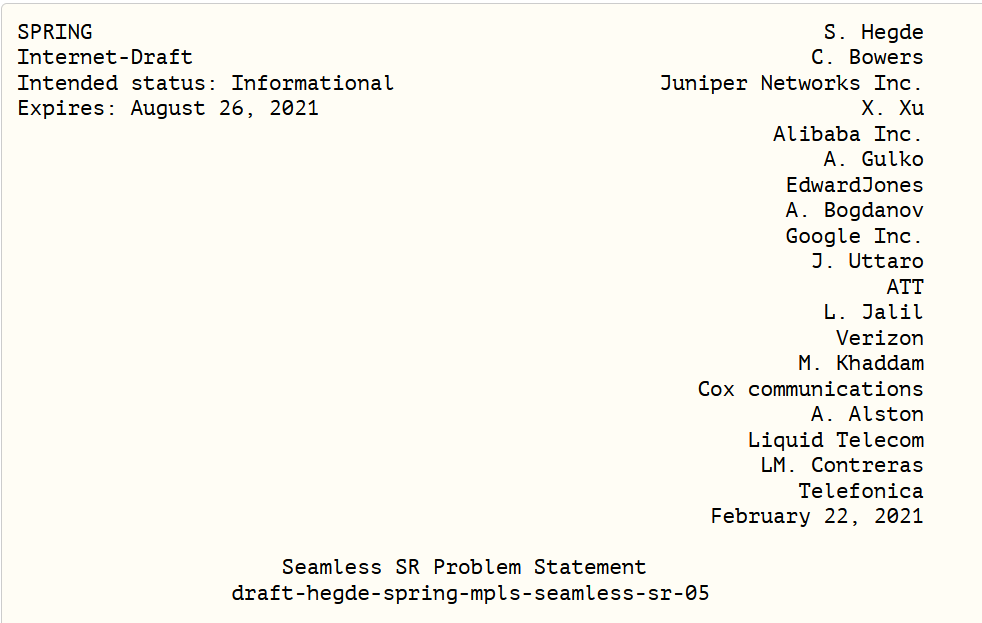 SPRING S. Hegde
Internet-Draft C. Bowers
Intended status: Informational Juniper Networks Inc.
Expires: August 26, 2021 X. Xu
Alibaba Inc.
A. Gulko
EdwardJones
A. Bogdanov
Google Inc.
J. Uttaro
ATT
L. Jalil
Verizon
M. Khaddam
Cox communications
A. Alston
Liquid Telecom
LM. Contreras
Telefonica
February 22, 2021
Seamless SR Problem Statement
draft-hegde-spring-mpls-seamless-sr-05